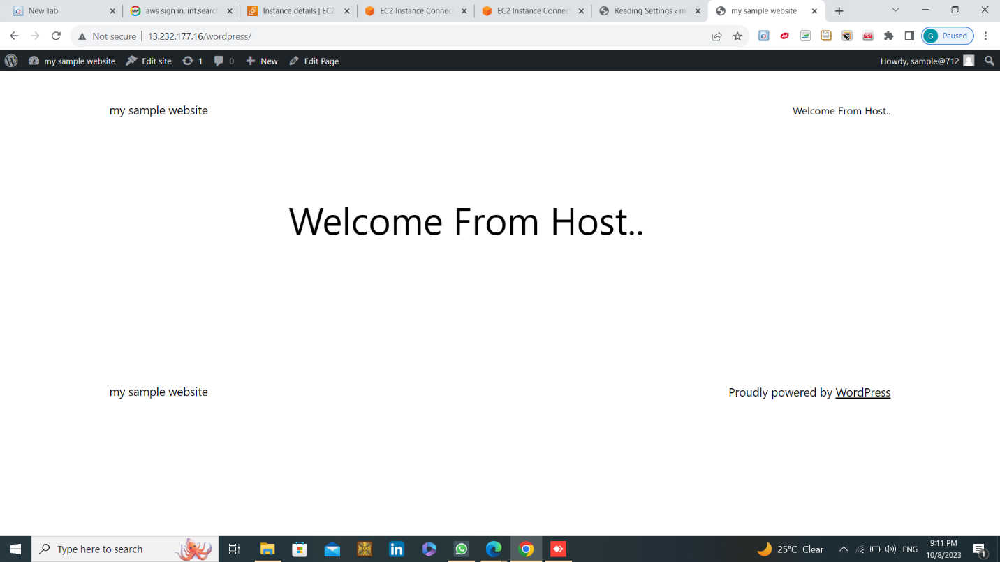 New Tab
aws sign in, int.search
Instance details | EC2
EC2 Instance Connec
EC2 Instance Connec
Reading Settings ‹ m
my sample website
Not secure | 13.232.177.16/wordpress/
G Paused
my sample website Edit site 1 0 New Edit Page
Howdy, sample@712
my sample website
Welcome From Host..
Welcome From Host..
my sample website
Proudly powered by WordPress
Type here to search
25°C Clear
ENG
9:11 PM
10/8/2023
1